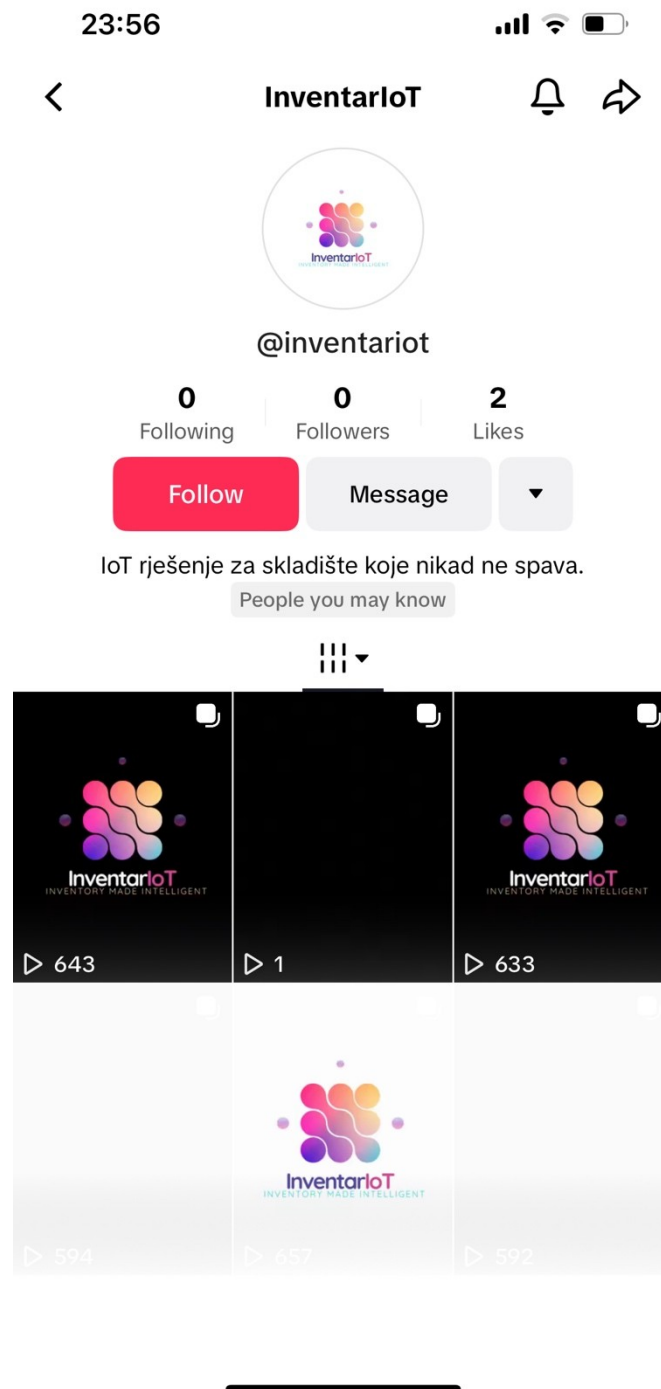 23:56
InventarIoT
InventarIoT
INVENTORY MADE INTELLIGENT
@inventariot
0 0 2
Following Followers Likes
Follow Message
IoT rješenje za skladište koje nikad ne spava.
People you may know
InventarIoT InventarIoT
INVENTORY MADE INTELLIGENT INVENTORY MADE INTELLIGENT
643 1 633
InventarIoT
INVENTORY MADE INTELLIGENT
594 657 592